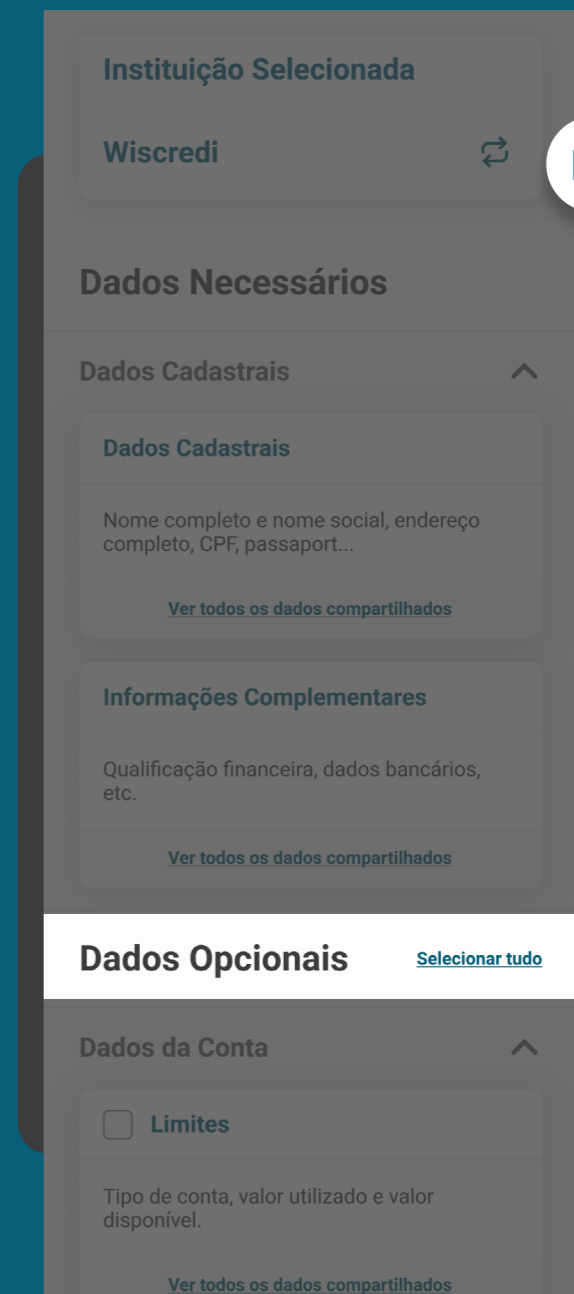 Instituição Selecionada
Wiscredi
Dados Necessários
Dados Cadastrais
Dados Cadastrais
Nome completo e nome social, endereço
completo, CPF, passaport...
Ver todos os dados compartilhados
Informações Complementares
Qualificação financeira, dados bancários,
etc.
Ver todos os dados compartilhados
Dados Opcionais Selecionar tudo
Dados da Conta
Limites
Tipo de conta, valor utilizado e valor
disponível.
Ver todos os dados compartilhados